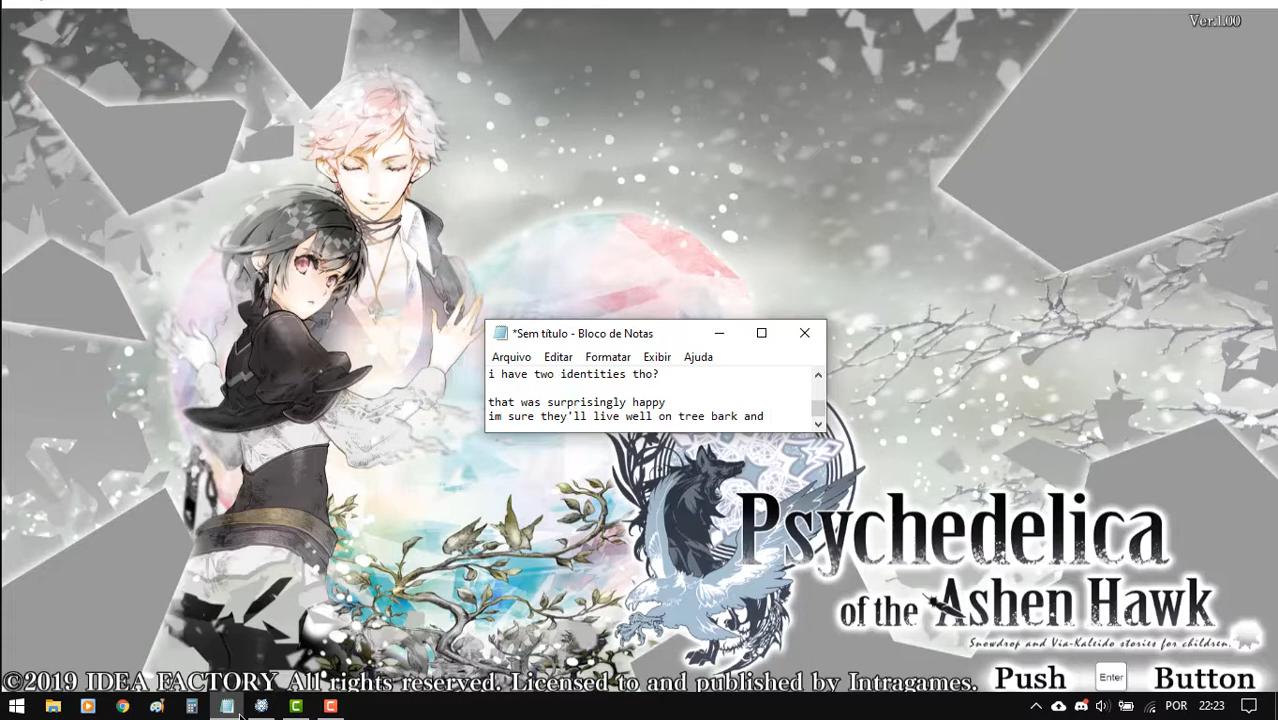 Ver.1.00
*Sem título - Bloco de Notas
Arquivo Editar Formatar Exibir Ajuda
i have two identities tho?
that was surprisingly happy
im sure they'll live well on tree bark and
Psychedelica
of the Ashen Hawk
Snowdrop and Via-Kaleido stories for children.
Push Enter Button
©2019 IDEA FACTORY All rights reserved. Licensed to and published by Intragames.
POR 22:23